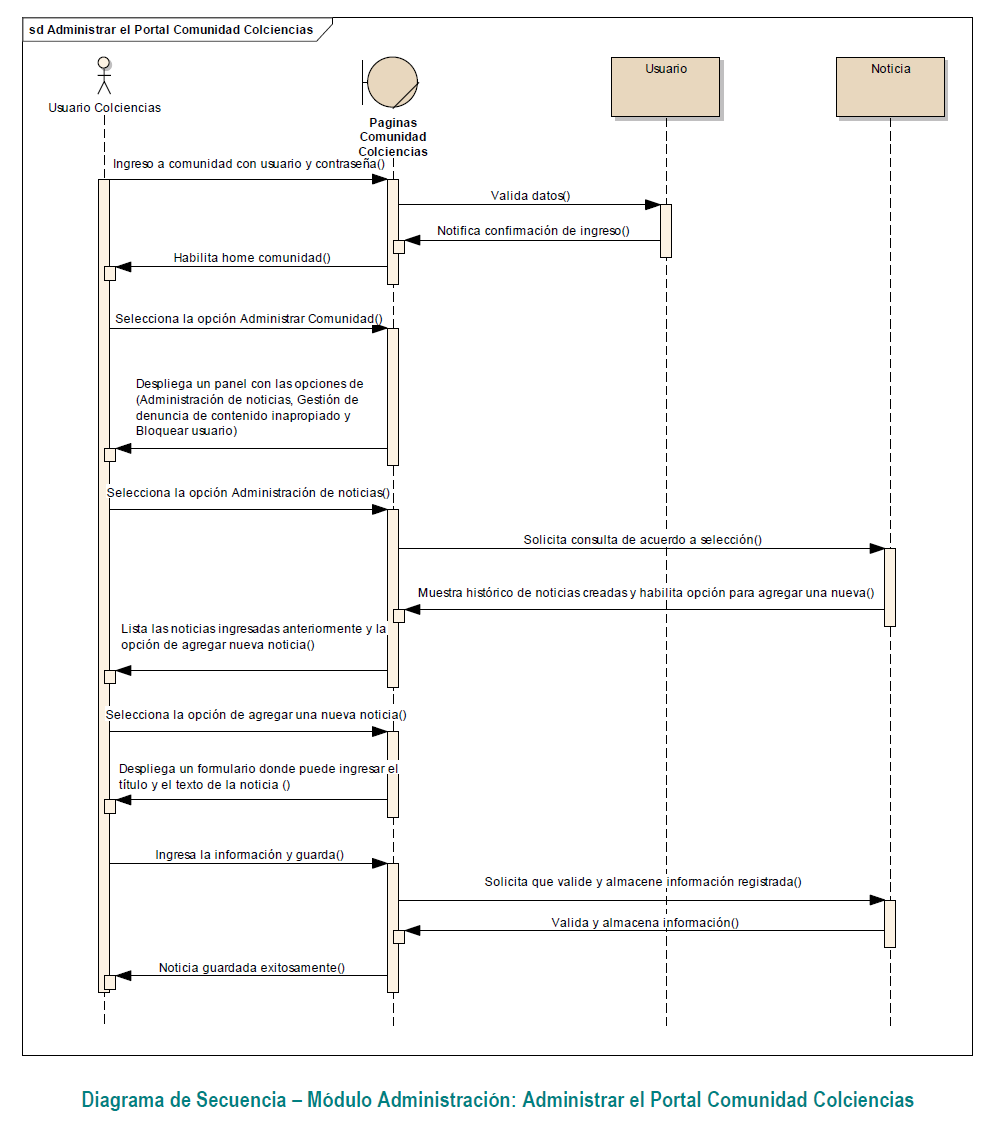 sd Administrar el Portal Comunidad Colciencias
Usuario Colciencias
Paginas
Comunidad
Colciencias
Usuario
Noticia
Ingreso a comunidad con usuario y contraseña()
Valida datos()
Notifica confirmación de ingreso()
Habilita home comunidad()
Selecciona la opción Administrar Comunidad()
Despliega un panel con las opciones de
(Administración de noticias, Gestión de
denuncia de contenido inapropiado y
Bloquear usuario)
Selecciona la opción Administración de noticias()
Solicita consulta de acuerdo a selección()
Muestra histórico de noticias creadas y habilita opción para agregar una nueva()
Lista las noticias ingresadas anteriormente y la
opción de agregar nueva noticia()
Selecciona la opción de agregar una nueva noticia()
Despliega un formulario donde puede ingresar el
título y el texto de la noticia ()
Ingresa la información y guarda()
Solicita que valide y almacene información registrada()
Valida y almacena información()
Noticia guardada exitosamente()
Diagrama de Secuencia – Módulo Administración: Administrar el Portal Comunidad Colciencias